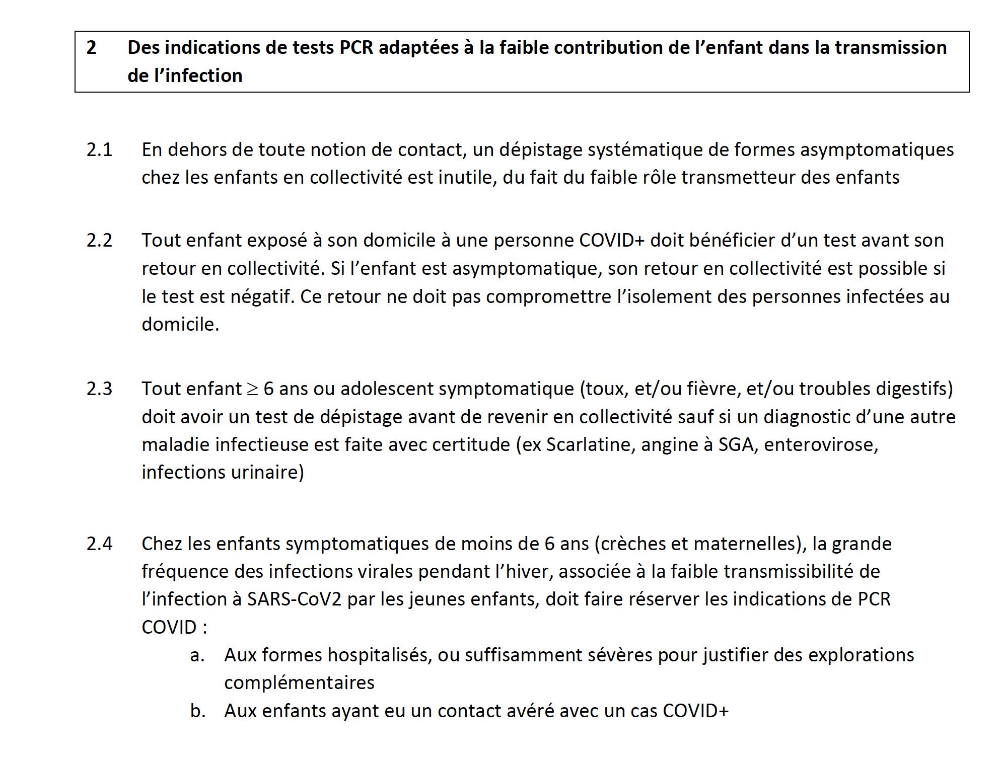 2 Des indications de tests PCR adaptées à la faible contribution de l’enfant dans la transmission
de l’infection
2.1 En dehors de toute notion de contact, un dépistage systématique de formes asymptomatiques
chez les enfants en collectivité est inutile, du fait du faible rôle transmetteur des enfants
2.2 Tout enfant exposé à son domicile à une personne COVID+ doit bénéficier d’un test avant son
retour en collectivité. Si l’enfant est asymptomatique, son retour en collectivité est possible si
le test est négatif. Ce retour ne doit pas compromettre l’isolement des personnes infectées au
domicile.
2.3 Tout enfant ≥ 6 ans ou adolescent symptomatique (toux, et/ou fièvre, et/ou troubles digestifs)
doit avoir un test de dépistage avant de revenir en collectivité sauf si un diagnostic d’une autre
maladie infectieuse est faite avec certitude (ex Scarlatine, angine à SGA, enterovirose,
infections urinaire)
2.4 Chez les enfants symptomatiques de moins de 6 ans (crèches et maternelles), la grande
fréquence des infections virales pendant l’hiver, associée à la faible transmissibilité de
l’infection à SARS-CoV2 par les jeunes enfants, doit faire réserver les indications de PCR
COVID :
a. Aux formes hospitalisés, ou suffisamment sévères pour justifier des explorations
complémentaires
b. Aux enfants ayant eu un contact avéré avec un cas COVID+